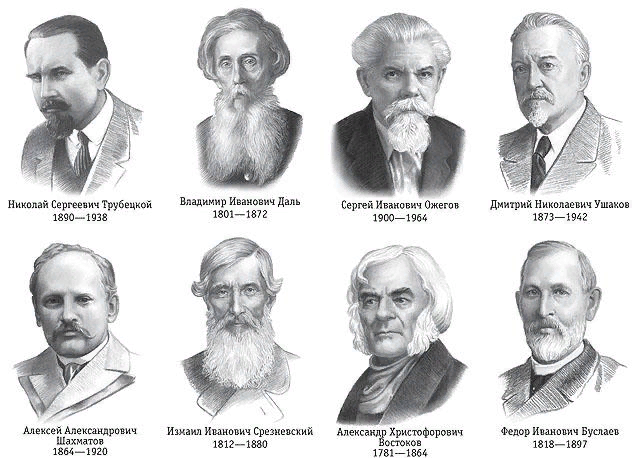 Николай Сергеевич Трубецкой
1890—1938
Владимир Иванович Даль
1801—1872
Сергей Иванович Ожегов
1900—1964
Дмитрий Николаевич Ушаков
1873—1942
Алексей Александрович
Шахматов
1864—1920
Измаил Иванович Срезневский
1812—1880
Александр Христофорович
Востоков
1781—1864
Федор Иванович Буслаев
1818—1897